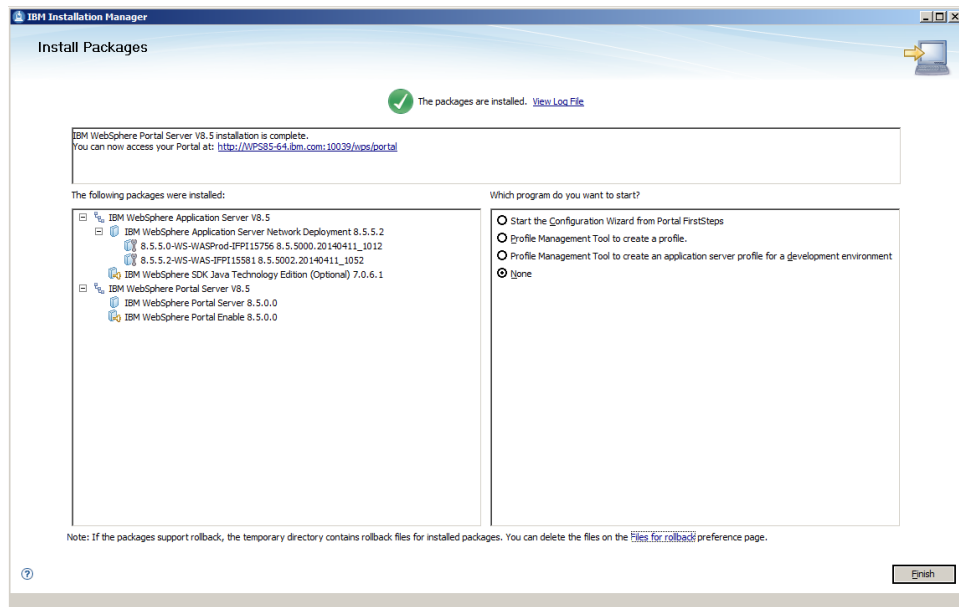 IBM Installation Manager
Install Packages
The packages are installed. View Log File
IBM WebSphere Portal Server V8.5 installation is complete.
You can now access your Portal at: http://WPS85-64.ibm.com:10039/wps/portal
The following packages were installed:
IBM WebSphere Application Server V8.5
IBM WebSphere Application Server Network Deployment 8.5.5.2
8.5.5.0-WS-WASProd-IFPI15756 8.5.5000.20140411_1012
8.5.5.2-WS-WAS-IFPI15581 8.5.5002.20140411_1052
IBM WebSphere SDK Java Technology Edition (Optional) 7.0.6.1
IBM WebSphere Portal Server V8.5
IBM WebSphere Portal Server 8.5.0.0
IBM WebSphere Portal Enable 8.5.0.0
Which program do you want to start?
Start the Configuration Wizard from Portal FirstSteps
Profile Management Tool to create a profile.
Profile Management Tool to create an application server profile for a development environment
None
Note: If the packages support rollback, the temporary directory contains rollback files for installed packages. You can delete the files on the Files for rollback preference page.
Finish